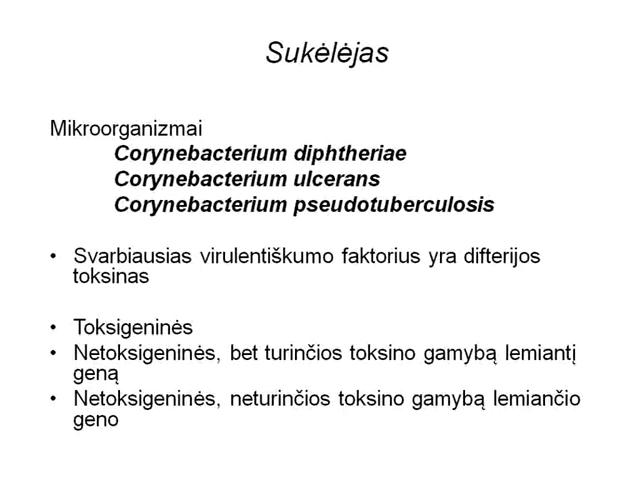 Sukėlėjas
Mikroorganizmai
Corynebacterium diphtheriae
Corynebacterium ulcerans
Corynebacterium pseudotuberculosis
• Svarbiausias virulentiškumo faktorius yra difterijos
toksinas
• Toksigeninės
• Netoksigeninės, bet turinčios toksino gamybą lemiantį
geną
• Netoksigeninės, neturinčios toksino gamybą lemiančio
geno